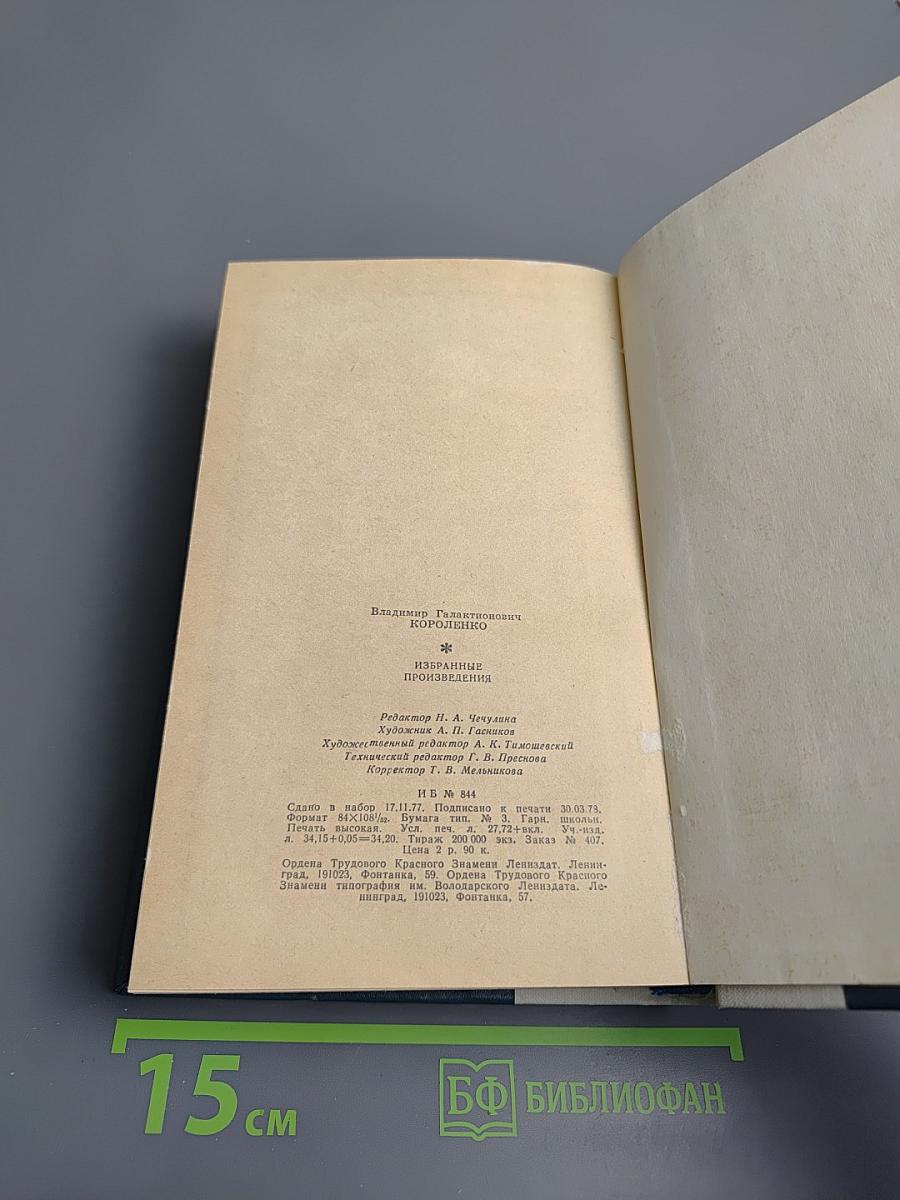 Владимир Галактионович
КОРОЛЕНКО
*
ИЗБРАННЫЕ
ПРОИЗВЕДЕНИЯ
Редактор Н. А. Чечулина
Художник А. П. Гасников
Художественный редактор А. К. Тимошевский
Технический редактор Г. В. Преснова
Корректор Т. В. Мельникова
ИБ № 844
Сдано в набор 17.11.77. Подписано к печати 30.03.78.
Формат 84×108¹/₃₂. Бумага тип. № 3. Гарн. школьн.
Печать высокая. Усл. печ. л. 27,72+вкл. Уч.-изд.
л. 34,15+0,05=34,20. Тираж 200 000 экз. Заказ № 407.
Цена 2 р. 90 к.
Ордена Трудового Красного Знамени Лениздат. Ленин-
град, 191023, Фонтанка, 59. Ордена Трудового Красного
Знамени типография им. Володарского Лениздата. Ле-
нинград, 191023, Фонтанка, 57.
15 см
БФ БИБЛИОФАН